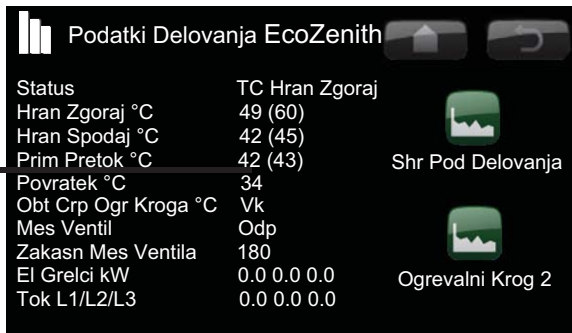 Podatki Delovanja EcoZenith
Status TC Hran Zgoraj
Hran Zgoraj °C 49 (60)
Hran Spodaj °C 42 (45)
Prim Pretok °C 42 (43)
Povratek °C 34
Obt Crp Ogr Kroga °C Vk
Mes Ventil Odp
Zakasn Mes Ventila 180
El Grelci kW 0.0 0.0 0.0
Tok L1/L2/L3 0.0 0.0 0.0
Shr Pod Delovanja
Ogrevalni Krog 2